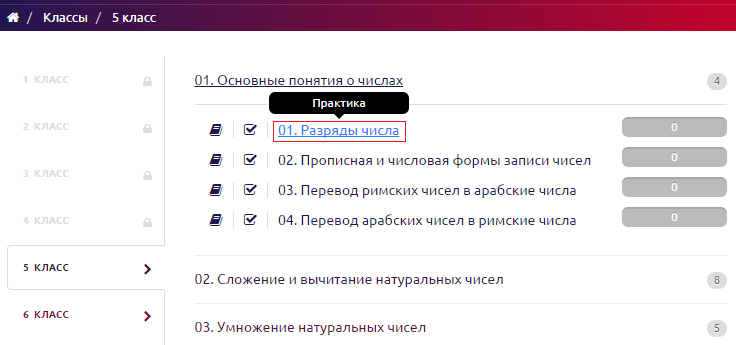 / Классы / 5 класс
1 КЛАСС
2 КЛАСС
3 КЛАСС
4 КЛАСС
5 КЛАСС
6 КЛАСС
01. Основные понятия о числах 4
Практика
01. Разряды числа 0
02. Прописная и числовая формы записи чисел 0
03. Перевод римских чисел в арабские числа 0
04. Перевод арабских чисел в римские числа 0
02. Сложение и вычитание натуральных чисел 8
03. Умножение натуральных чисел 5